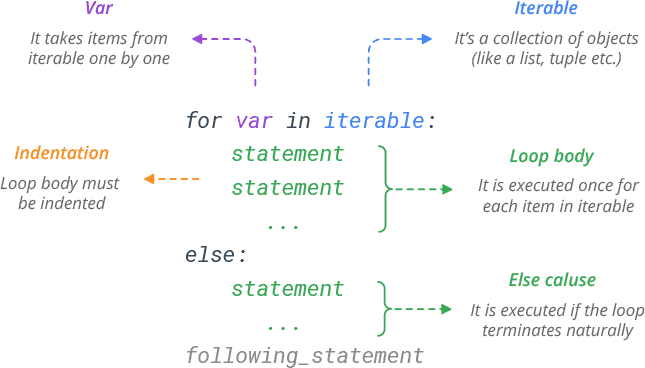 Var
It takes items from
iterable one by one
Iterable
It’s a collection of objects
(like a list, tuple etc.)
for var in iterable:
Indentation
Loop body must
be indented
statement
statement
...
Loop body
It is executed once for
each item in iterable
else:
statement
...
Else caluse
It is executed if the loop
terminates naturally
following_statement